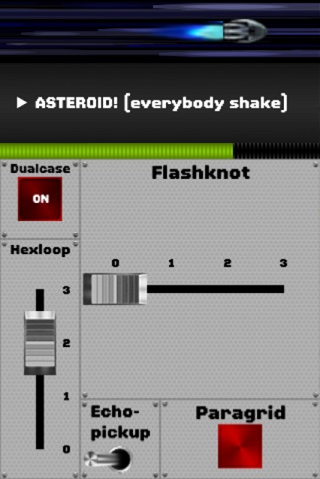 ▶ ASTEROID! (everybody shake)
Dualcase
ON
Flashknot
0 1 2 3
Hexloop
3
2
1
0
Echo-
pickup
Paragrid